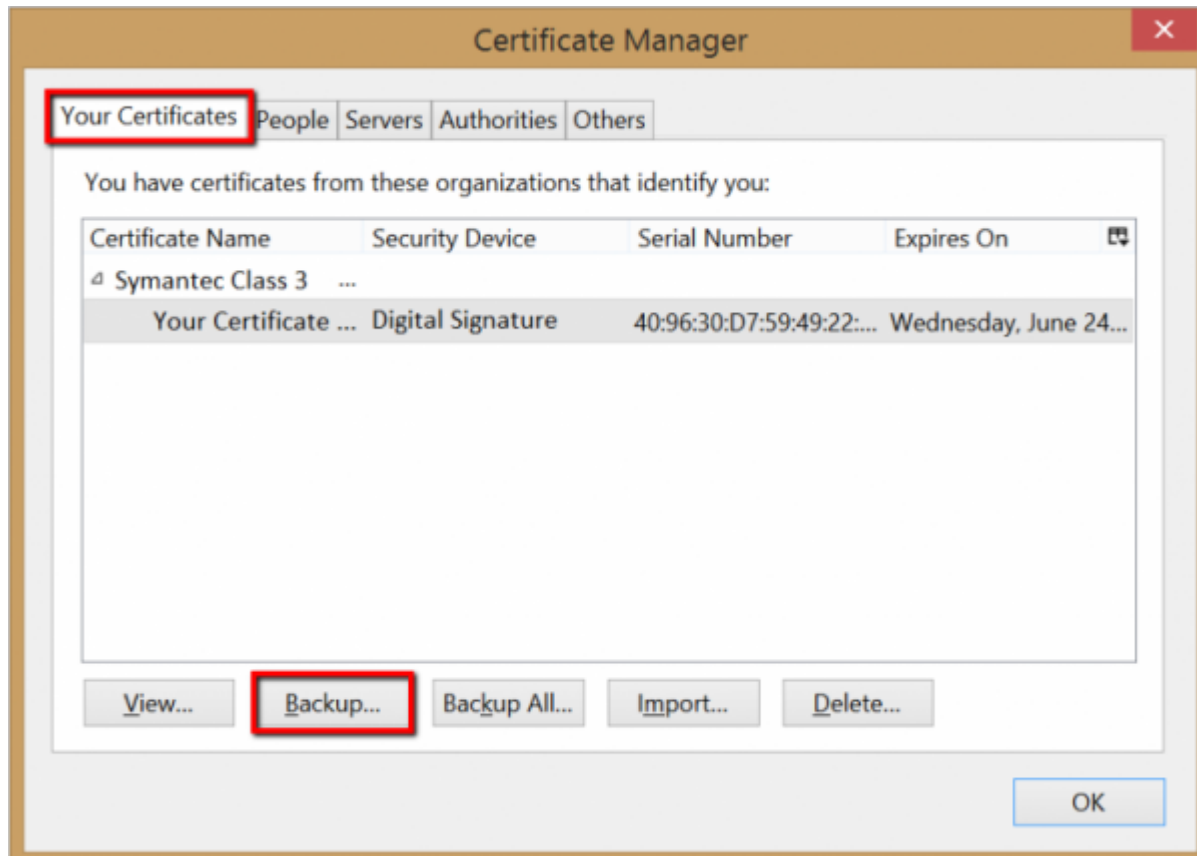 Certificate Manager
Your Certificates People Servers Authorities Others
You have certificates from these organizations that identify you:
Certificate Name Security Device Serial Number Expires On
Symantec Class 3 ...
Your Certificate ... Digital Signature 40:96:30:D7:59:49:22:... Wednesday, June 24...
View... Backup... Backup All... Import... Delete...
OK